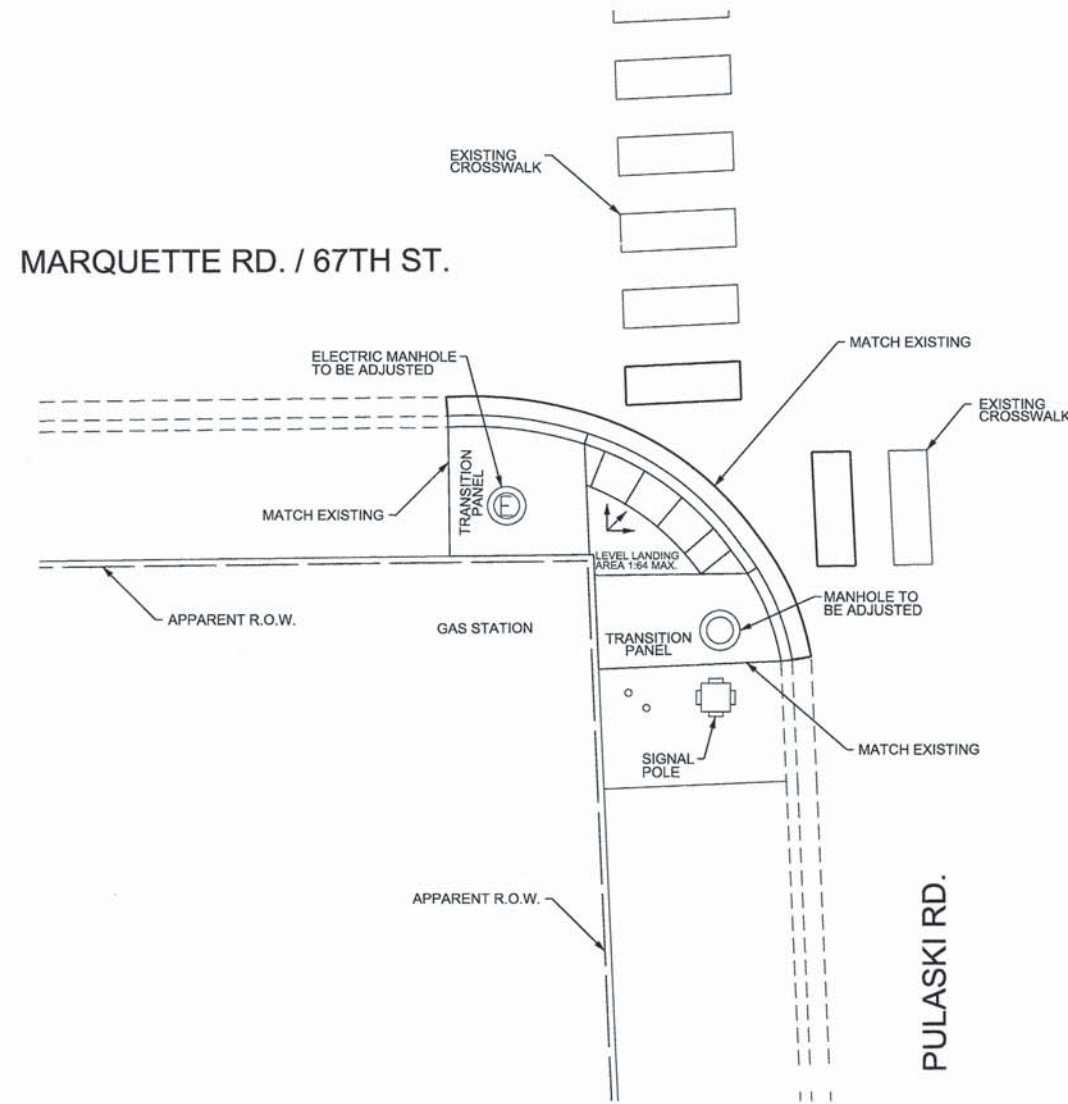 EXISTING
CROSSWALK
MARQUETTE RD. / 67TH ST.
ELECTRIC MANHOLE
TO BE ADJUSTED
MATCH EXISTING
EXISTING
CROSSWALK
TRANSITION
PANEL
E
MATCH EXISTING
LEVEL LANDING
AREA 1:64 MAX.
MANHOLE TO
BE ADJUSTED
APPARENT R.O.W.
GAS STATION
TRANSITION
PANEL
SIGNAL
POLE
MATCH EXISTING
APPARENT R.O.W.
PULASKI RD.